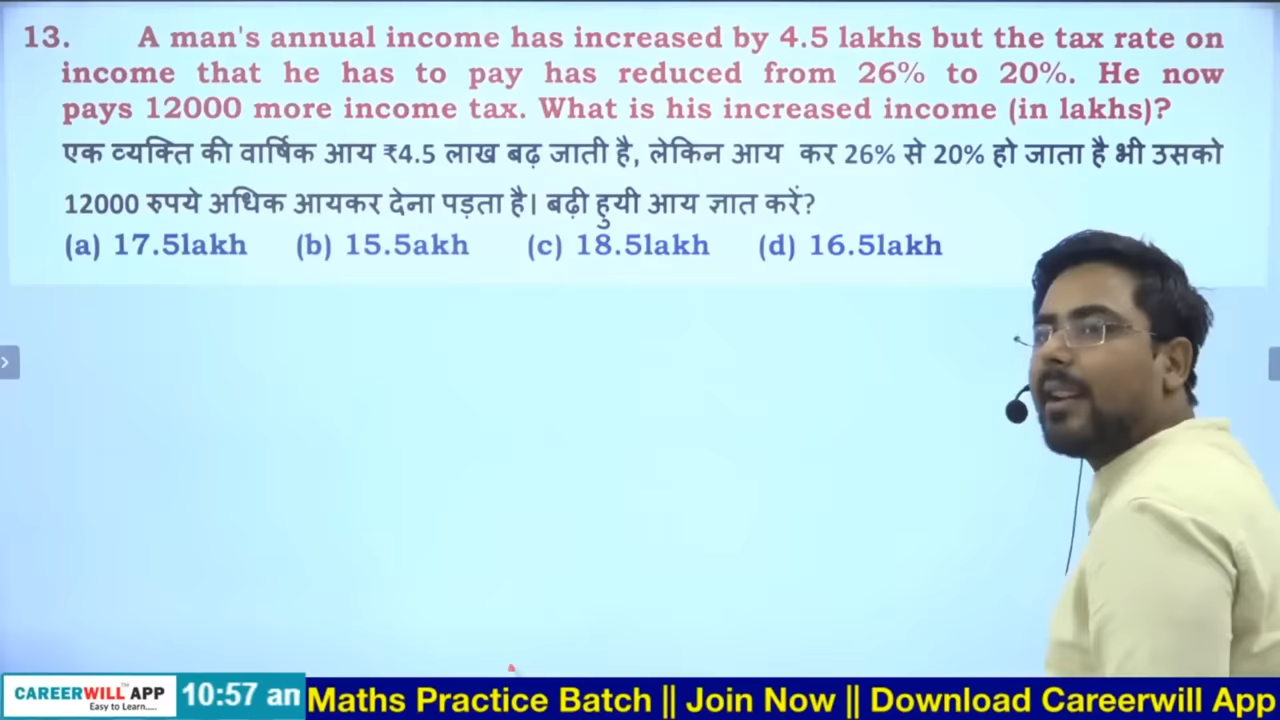 13. A man's annual income has increased by 4.5 lakhs but the tax rate on
income that he has to pay has reduced from 26% to 20%. He now
pays 12000 more income tax. What is his increased income (in lakhs)?
एक व्यक्ति की वार्षिक आय ₹4.5 लाख बढ़ जाती है, लेकिन आय कर 26% से 20% हो जाता है भी उसको
12000 रुपये अधिक आयकर देना पड़ता है। बढ़ी हुयी आय ज्ञात करें?
(a) 17.5lakh (b) 15.5akh (c) 18.5lakh (d) 16.5lakh
CAREERWILL APP
Easy to Learn.....
10:57 an
Maths Practice Batch || Join Now || Download Careerwill App